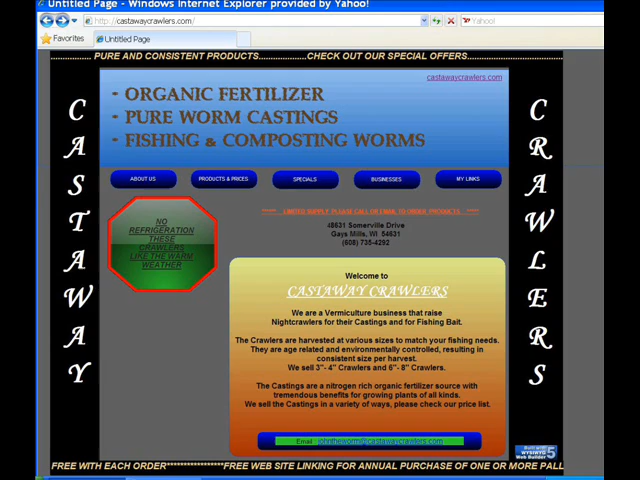 Untitled Page - Windows Internet Explorer provided by Yahoo!
http://castawaycrawlers.com/
Yahoo!
Favorites
Untitled Page
............. PURE AND CONSISTENT PRODUCTS...............CHECK OUT OUR SPECIAL OFFERS................
castawaycrawlers.com
• ORGANIC FERTILIZER
• PURE WORM CASTINGS
• FISHING & COMPOSTING WORMS
CASTAWAY
CRAWLERS
ABOUT US
PRODUCTS & PRICES
SPECIALS
BUSINESSES
MY LINKS
NO
REFRIGERATION
THESE
CRAWLERS
LIKE THE WARM
WEATHER
LIMITED SUPPLY PLEASE CALL OR EMAIL TO ORDER PRODUCTS
48631 Somerville Drive
Gays Mills, WI 54631
(608) 735-4292
Welcome to
CASTAWAY CRAWLERS
We are a Vermiculture business that raise
Nightcrawlers for their Castings and for Fishing Bait.
The Crawlers are harvested at various sizes to match your fishing needs.
They are age related and environmentally controlled, resulting in
consistent size per harvest.
We sell 3"- 4" Crawlers and 6"- 8" Crawlers.
The Castings are a nitrogen rich organic fertilizer source with
tremendous benefits for growing plants of all kinds.
We sell the Castings in a variety of ways, please check our price list.
Email : johntheworm@castawaycrawlers.com
Built with
WYSIWYG
Web Builder 5
FREE WITH EACH ORDER****************FREE WEB SITE LINKING FOR ANNUAL PURCHASE OF ONE OR MORE PALL